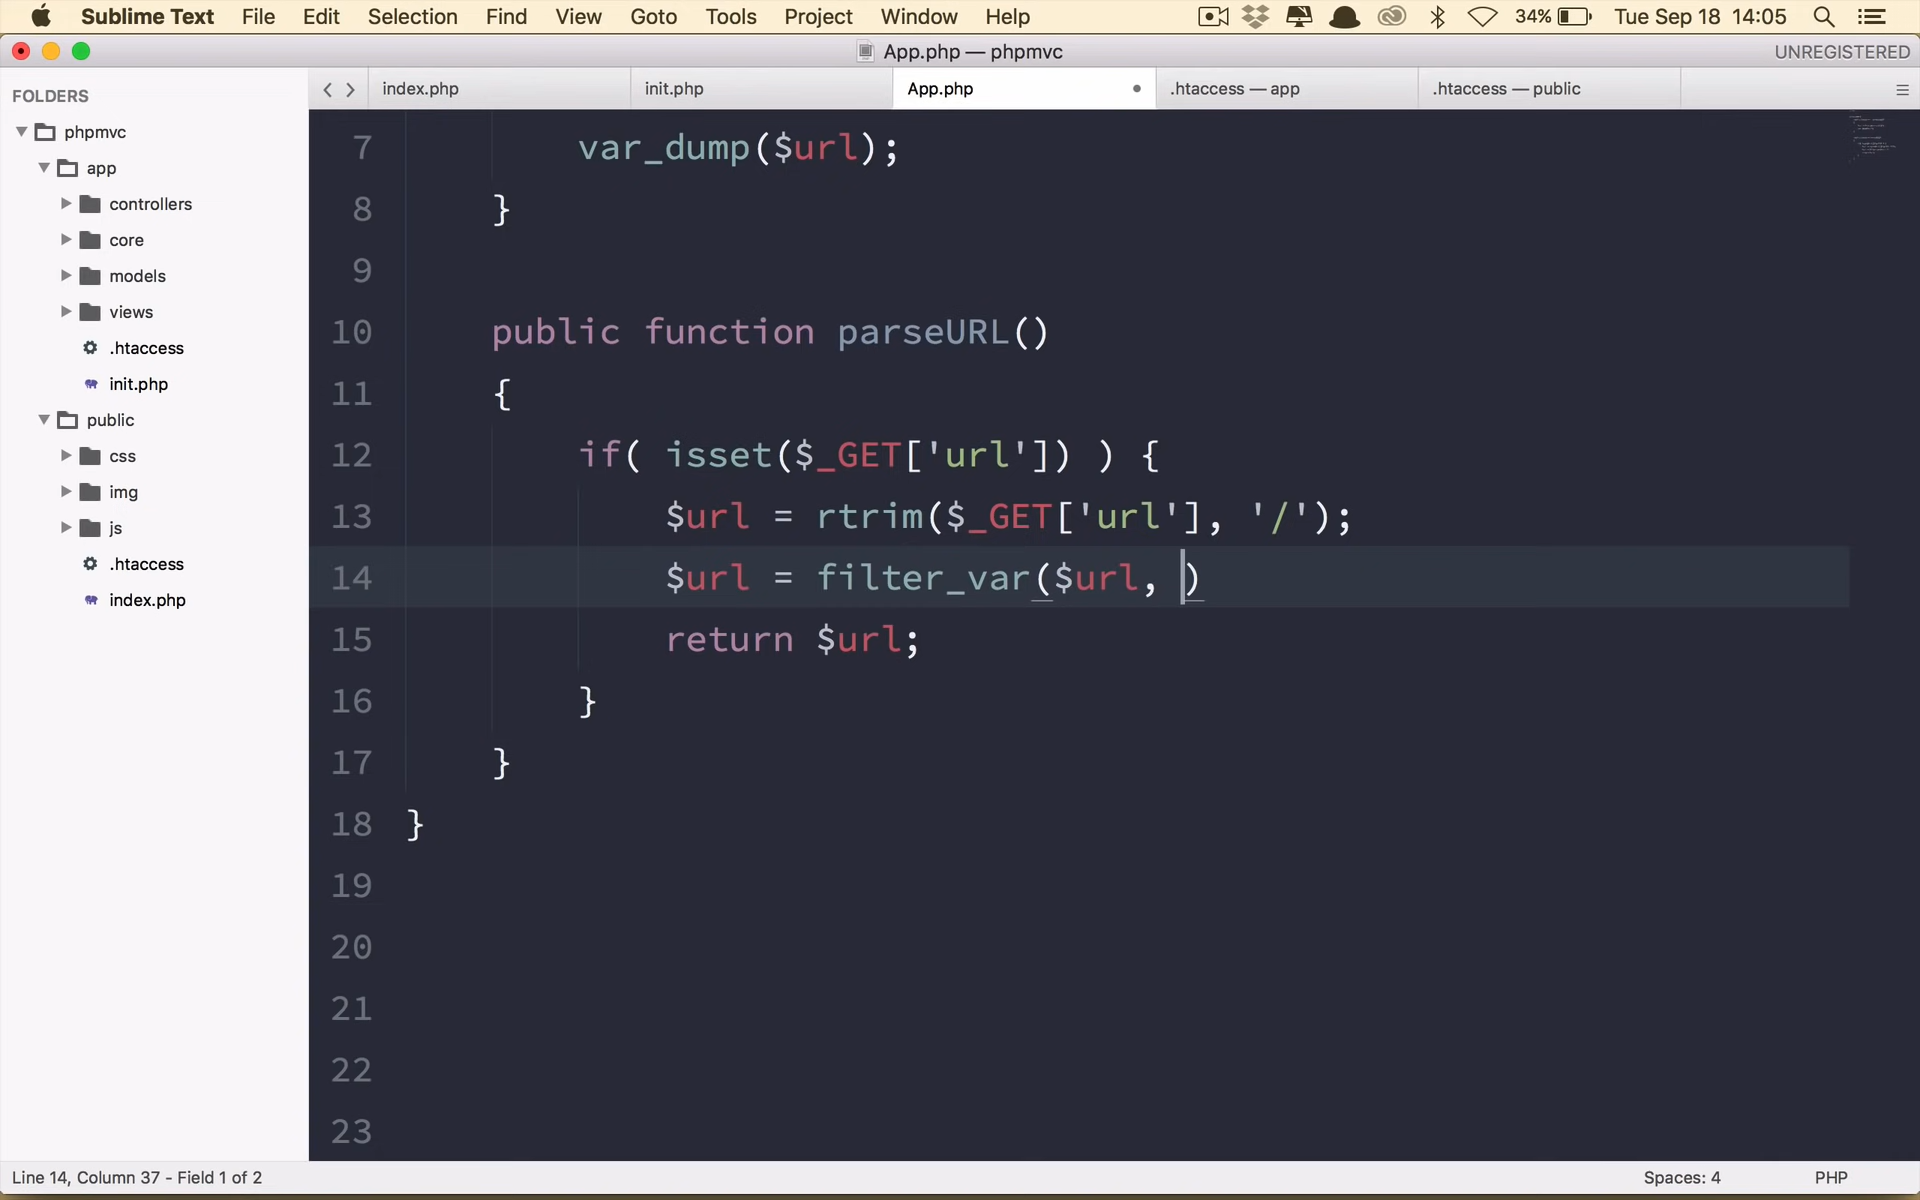 Sublime Text File Edit Selection Find View Goto Tools Project Window Help 34% Tue Sep 18 14:05
App.php — phpmvc UNREGISTERED
FOLDERS
phpmvc
app
controllers
core
models
views
.htaccess
init.php
public
css
img
js
.htaccess
index.php
index.php init.php App.php .htaccess — app .htaccess — public
7 var_dump($url);
8 }
9
10 public function parseURL()
11 {
12 if( isset($_GET['url']) ) {
13 $url = rtrim($_GET['url'], '/');
14 $url = filter_var($url, )
15 return $url;
16 }
17 }
18 }
19
20
21
22
23
Line 14, Column 37 - Field 1 of 2 Spaces: 4 PHP